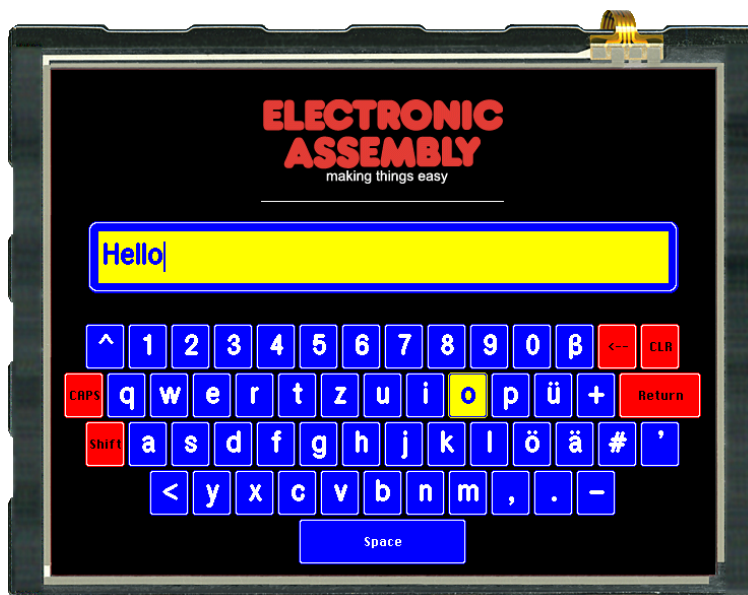 ELECTRONIC
ASSEMBLY
making things easy
Hello
^ 1 2 3 4 5 6 7 8 9 0 β <-- CLR
CAPS q w e r t z u i o p ü + Return
Shift a s d f g h j k l ö ä # '
< y x c v b n m , . -
Space